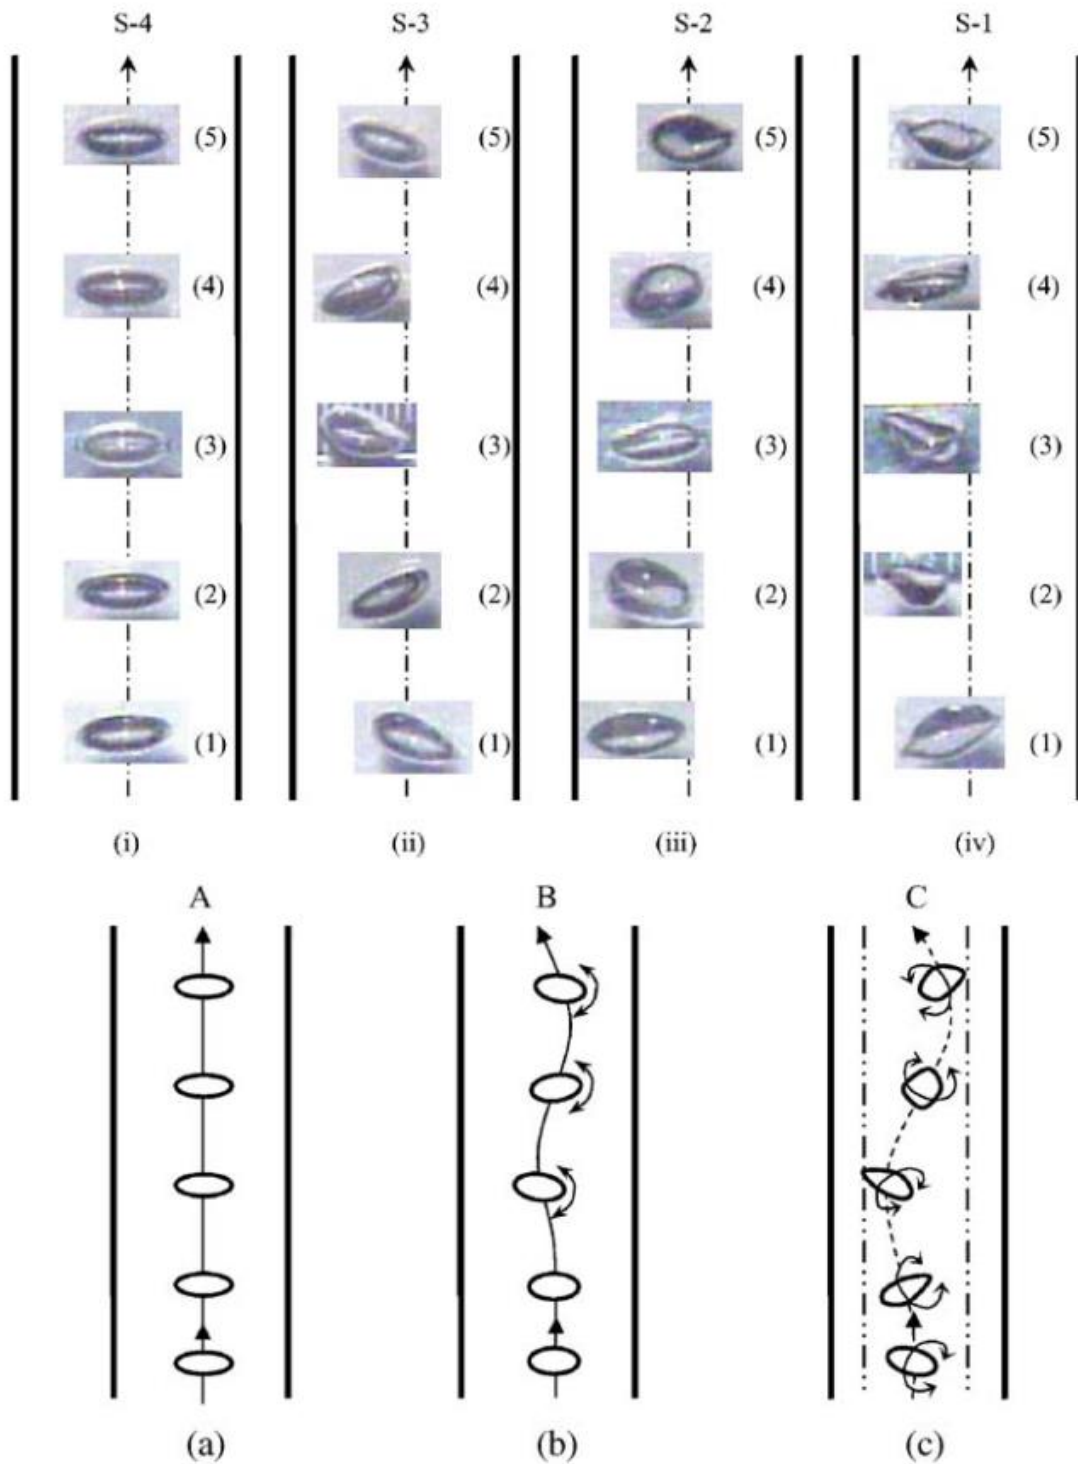 S-4 S-3 S-2 S-1
(5) (5) (5) (5)
(4) (4) (4) (4)
(3) (3) (3) (3)
(2) (2) (2) (2)
(1) (1) (1) (1)
(i) (ii) (iii) (iv)
A B C
(a) (b) (c)